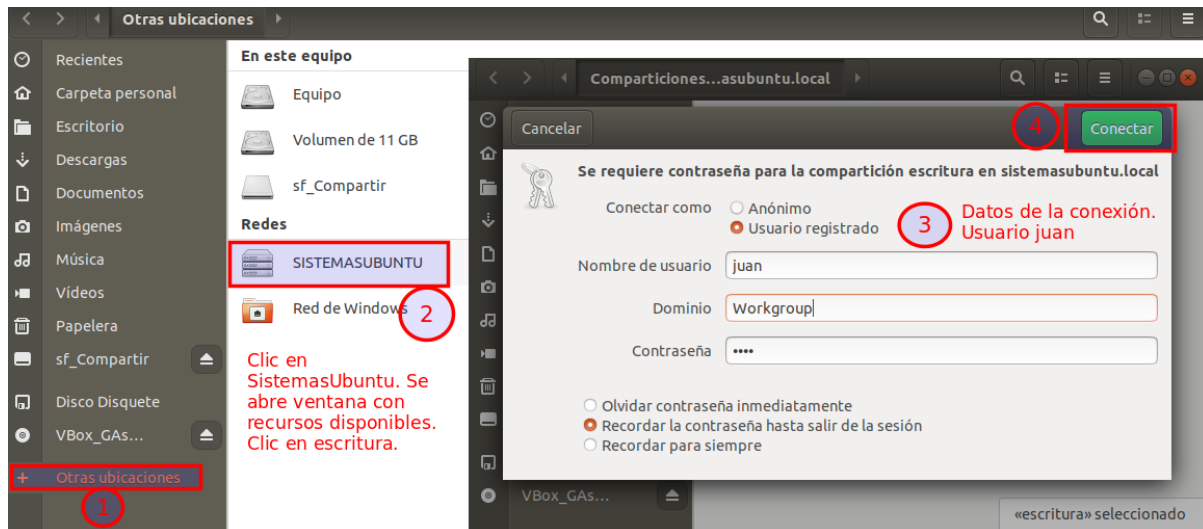 Otras ubicaciones
Recientes
Carpeta personal
Escritorio
Descargas
Documentos
Imágenes
Música
Vídeos
Papelera
sf_Compartir
Disco Disquete
VBox_GAs...
+ Otras ubicaciones
1
En este equipo
Equipo
Volumen de 11 GB
sf_Compartir
Redes
SISTEMASUBUNTU
Red de Windows
2
Clic en
SistemasUbuntu. Se
abre ventana con
recursos disponibles.
Clic en escritura.
Comparticiones...asubuntu.local
Cancelar
4
Conectar
Se requiere contraseña para la compartición escritura en sistemasubuntu.local
Conectar como
Anónimo
Usuario registrado
3
Datos de la conexión.
Usuario juan
Nombre de usuario
juan
Dominio
Workgroup
Contraseña
••••
Olvidar contraseña inmediatamente
Recordar la contraseña hasta salir de la sesión
Recordar para siempre
VBox_GAs...
«escritura» seleccionado